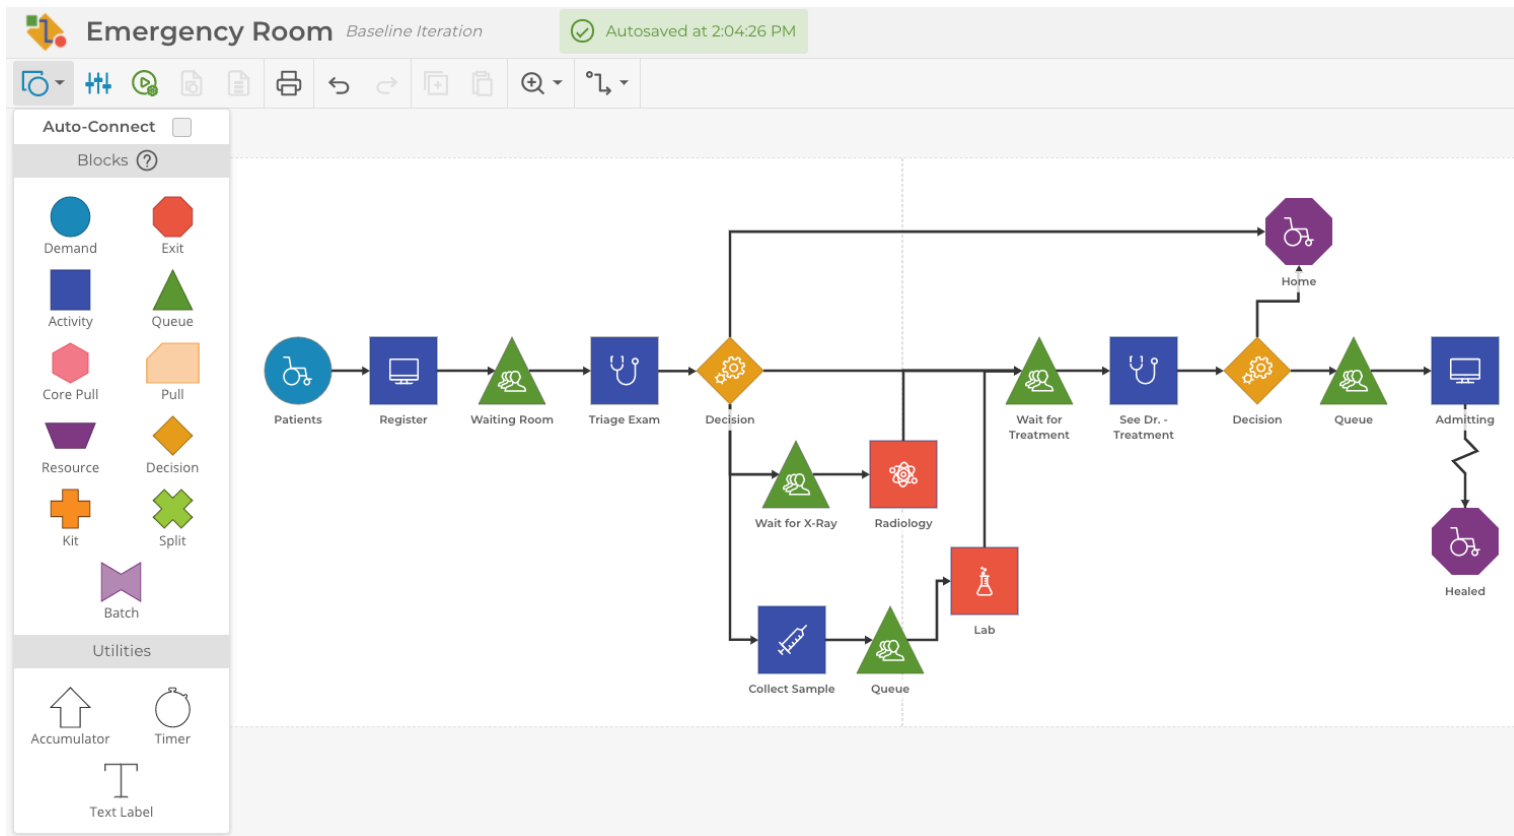 Emergency Room
Baseline Iteration
Autosaved at 2:04:26 PM
Auto-Connect
Blocks ?
Demand
Exit
Activity
Queue
Core Pull
Pull
Resource
Decision
Kit
Split
Batch
Utilities
Accumulator
Timer
Text Label
Home
Patients
Register
Waiting Room
Triage Exam
Decision
Wait for
Treatment
See Dr. -
Treatment
Decision
Queue
Admitting
Wait for X-Ray
Radiology
Healed
Lab
Collect Sample
Queue